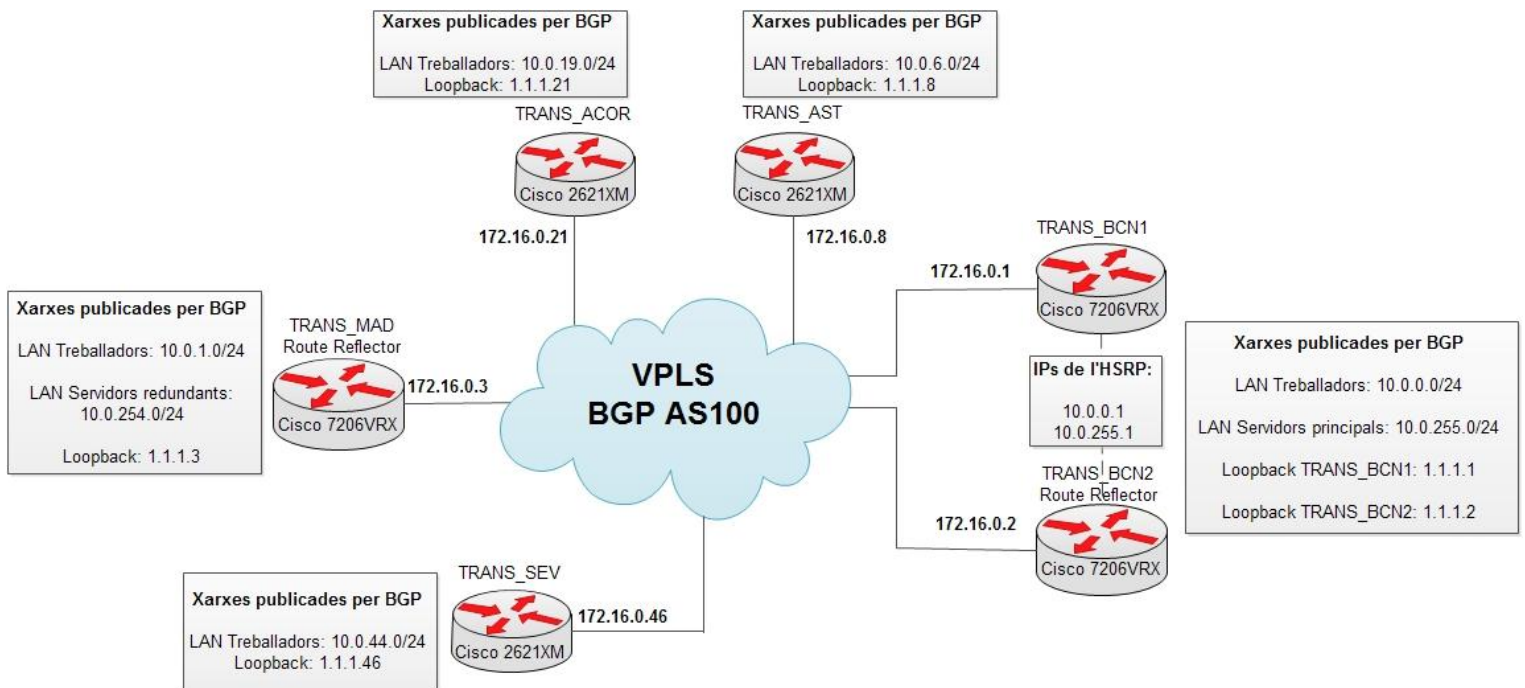 Xarxes publicades per BGP
LAN Treballadors: 10.0.19.0/24
Loopback: 1.1.1.21
Xarxes publicades per BGP
LAN Treballadors: 10.0.6.0/24
Loopback: 1.1.1.8
TRANS_ACOR
Cisco 2621XM
172.16.0.21
TRANS_AST
Cisco 2621XM
172.16.0.8
TRANS_BCN1
172.16.0.1
Cisco 7206VRX
Xarxes publicades per BGP
LAN Treballadors: 10.0.1.0/24
LAN Servidors redundants:
10.0.254.0/24
Loopback: 1.1.1.3
TRANS_MAD
Route Reflector
172.16.0.3
Cisco 7206VRX
VPLS
BGP AS100
IPs de l'HSRP:
10.0.0.1
10.0.255.1
Xarxes publicades per BGP
LAN Treballadors: 10.0.0.0/24
LAN Servidors principals: 10.0.255.0/24
Loopback TRANS_BCN1: 1.1.1.1
Loopback TRANS_BCN2: 1.1.1.2
TRANS_BCN2
Route Reflector
172.16.0.2
Cisco 7206VRX
Xarxes publicades per BGP
LAN Treballadors: 10.0.44.0/24
Loopback: 1.1.1.46
TRANS_SEV
172.16.0.46
Cisco 2621XM